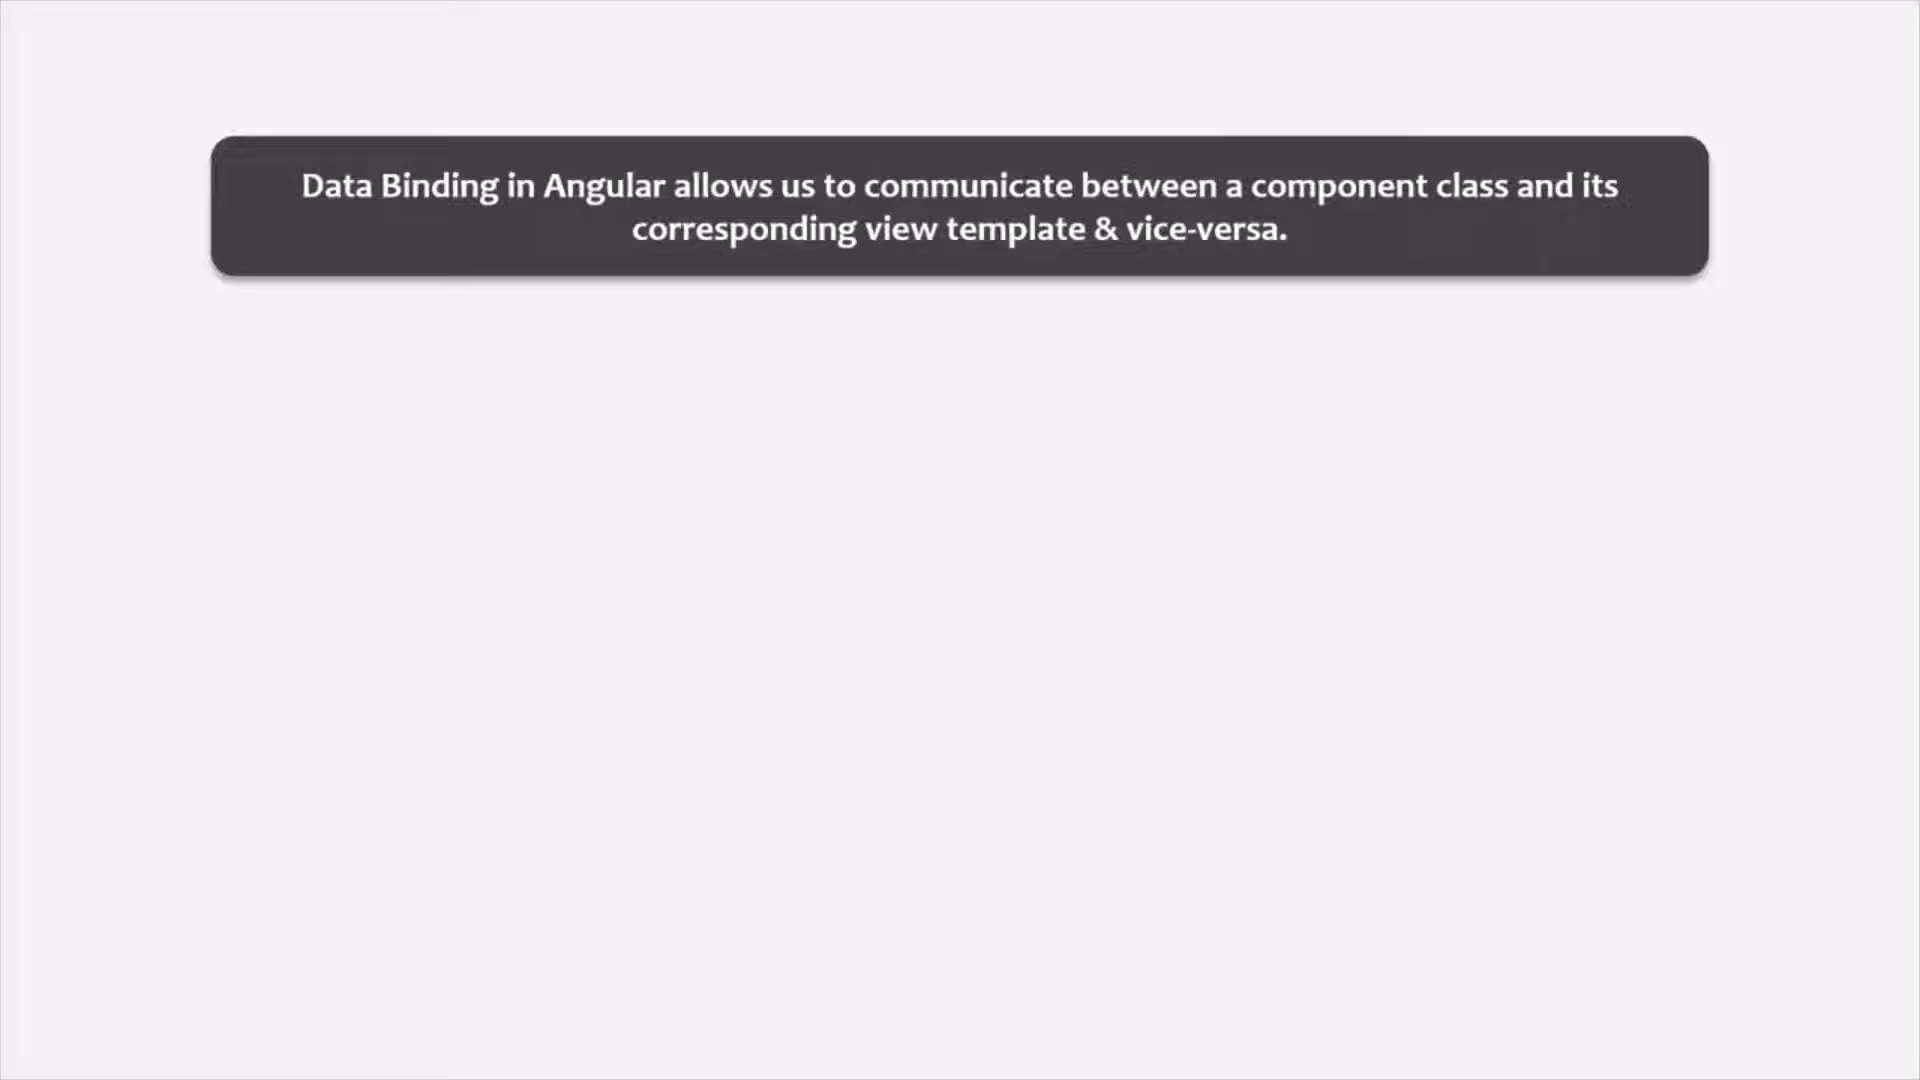 Data Binding in Angular allows us to communicate between a component class and its
corresponding view template & vice-versa.